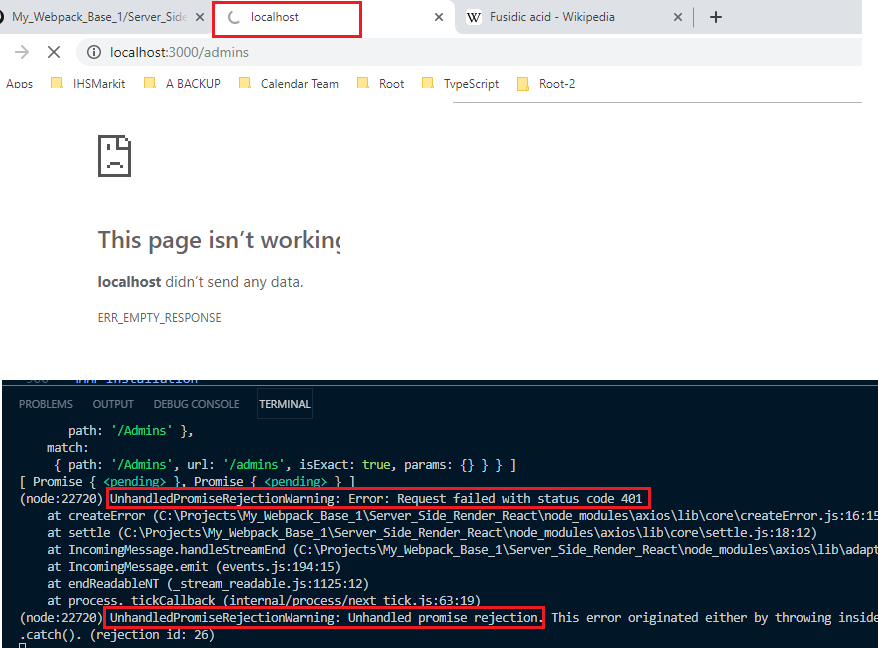 My_Webpack_Base_1/Server_Side
localhost
Fusidic acid - Wikipedia
localhost:3000/admins
Apps IHSMarkit A BACKUP Calendar Team Root TypeScript Root-2
This page isn't working
localhost didn't send any data.
ERR_EMPTY_RESPONSE
PROBLEMS OUTPUT DEBUG CONSOLE TERMINAL
path: '/Admins' },
match:
{ path: '/Admins', url: '/admins', isExact: true, params: {} } } ]
[ Promise { <pending> }, Promise { <pending> } ]
(node:22720) UnhandledPromiseRejectionWarning: Error: Request failed with status code 401
at createError (C:\Projects\My_Webpack_Base_1\Server_Side_Render_React\node_modules\axios\lib\core\createError.js:16:15
at settle (C:\Projects\My_Webpack_Base_1\Server_Side_Render_React\node_modules\axios\lib\core\settle.js:18:12)
at IncomingMessage.handleStreamEnd (C:\Projects\My_Webpack_Base_1\Server_Side_Render_React\node_modules\axios\lib\adapt
at IncomingMessage.emit (events.js:194:15)
at endReadableNT (_stream_readable.js:1125:12)
at process._tickCallback (internal/process/next_tick.js:63:19)
(node:22720) UnhandledPromiseRejectionWarning: Unhandled promise rejection. This error originated either by throwing inside
.catch(). (rejection id: 26)